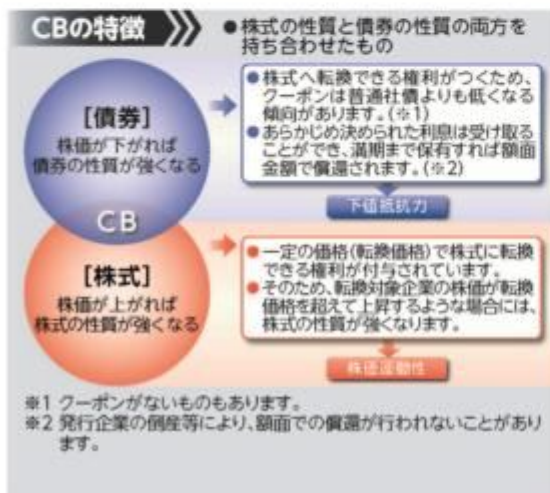 CBの特徴
●株式の性質と債券の性質の両方を
持ち合わせたもの
[債券]
株価が下がれば
債券の性質が強くなる
●株式へ転換できる権利がつくため、
クーポンは普通社債よりも低くなる
傾向があります。(※1)
●あらかじめ決められた利息は受け取る
ことができ、満期まで保有すれば額面
金額で償還されます。(※2)
下値抵抗力
CB
[株式]
株価が上がれば
株式の性質が強くなる
●一定の価格(転換価格)で株式に転換
できる権利が付与されています。
●そのため、転換対象企業の株価が転換
価格を超えて上昇するような場合には、
株式の性質が強くなります。
株価連動性
※1 クーポンがないものもあります。
※2 発行企業の倒産等により、額面での償還が行われないことがあり
ます。